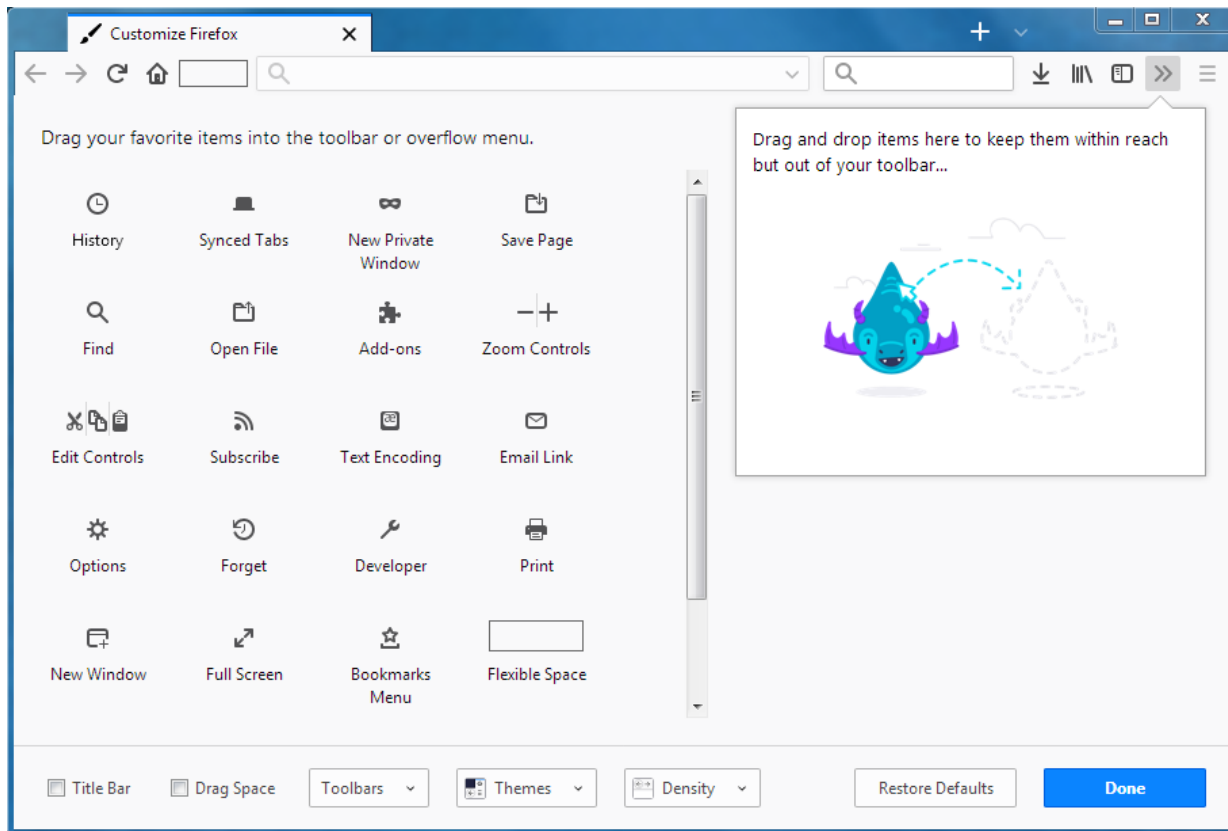 Customize Firefox
Drag your favorite items into the toolbar or overflow menu.
Drag and drop items here to keep them within reach
but out of your toolbar...
History
Synced Tabs
New Private
Window
Save Page
Find
Open File
Add-ons
Zoom Controls
Edit Controls
Subscribe
Text Encoding
Email Link
Options
Forget
Developer
Print
New Window
Full Screen
Bookmarks
Menu
Flexible Space
Title Bar
Drag Space
Toolbars
Themes
Density
Restore Defaults
Done